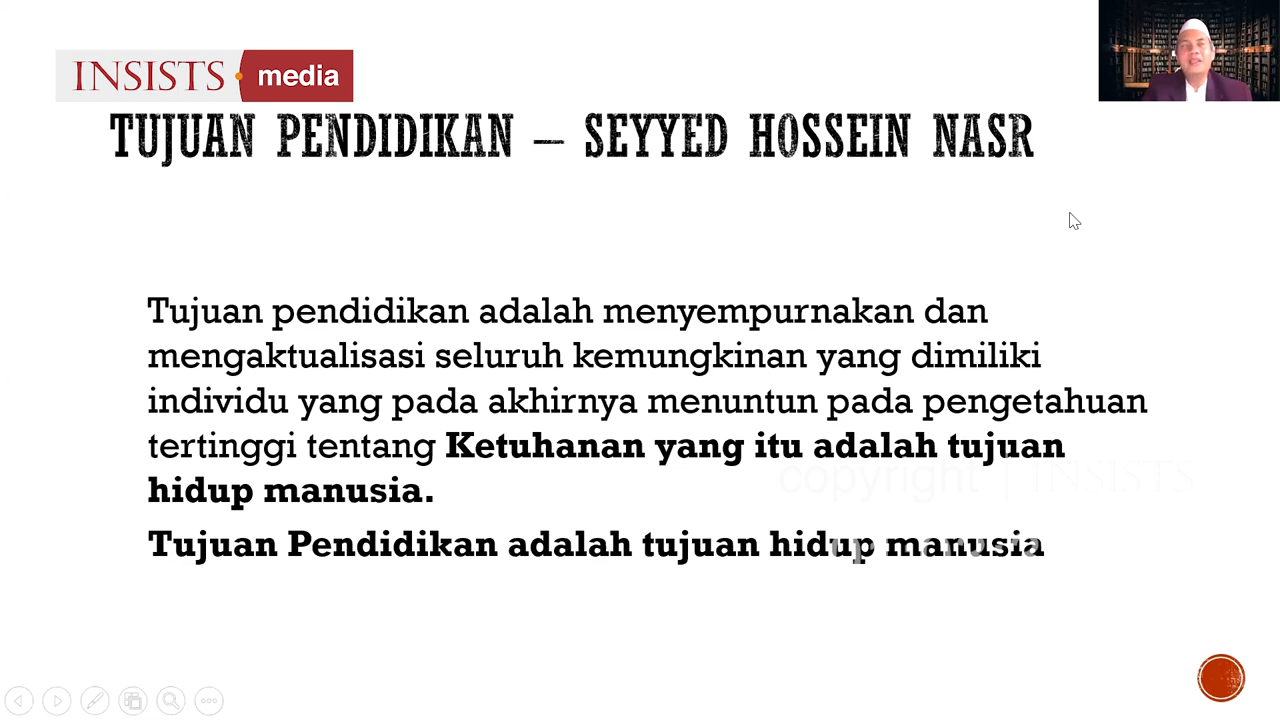 INSISTS media
TUJUAN PENDIDIKAN – SEYYED HOSSEIN NASR
Tujuan pendidikan adalah menyempurnakan dan
mengaktualisasi seluruh kemungkinan yang dimiliki
individu yang pada akhirnya menuntun pada pengetahuan
tertinggi tentang Ketuhanan yang itu adalah tujuan
hidup manusia.
copyright | INSISTS
Tujuan Pendidikan adalah tujuan hidup manusia